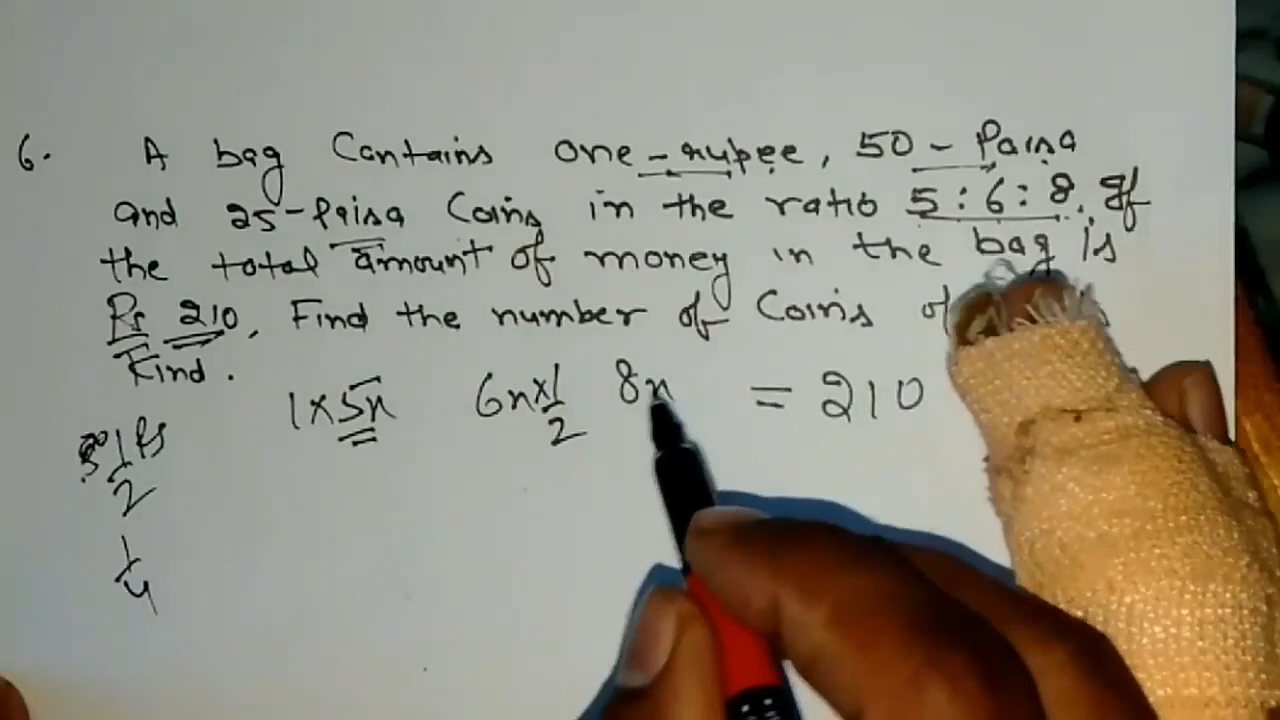 6. A bag Contains one-rupee, 50-Paisa
and 25-Paisa Coins in the ratio 5:6:8. If
the total amount of money in the bag is
Rs 210, Find the number of Coins of
Find.
1×5x 6x×1/2 8x = 210
1/2 Rs
1/4